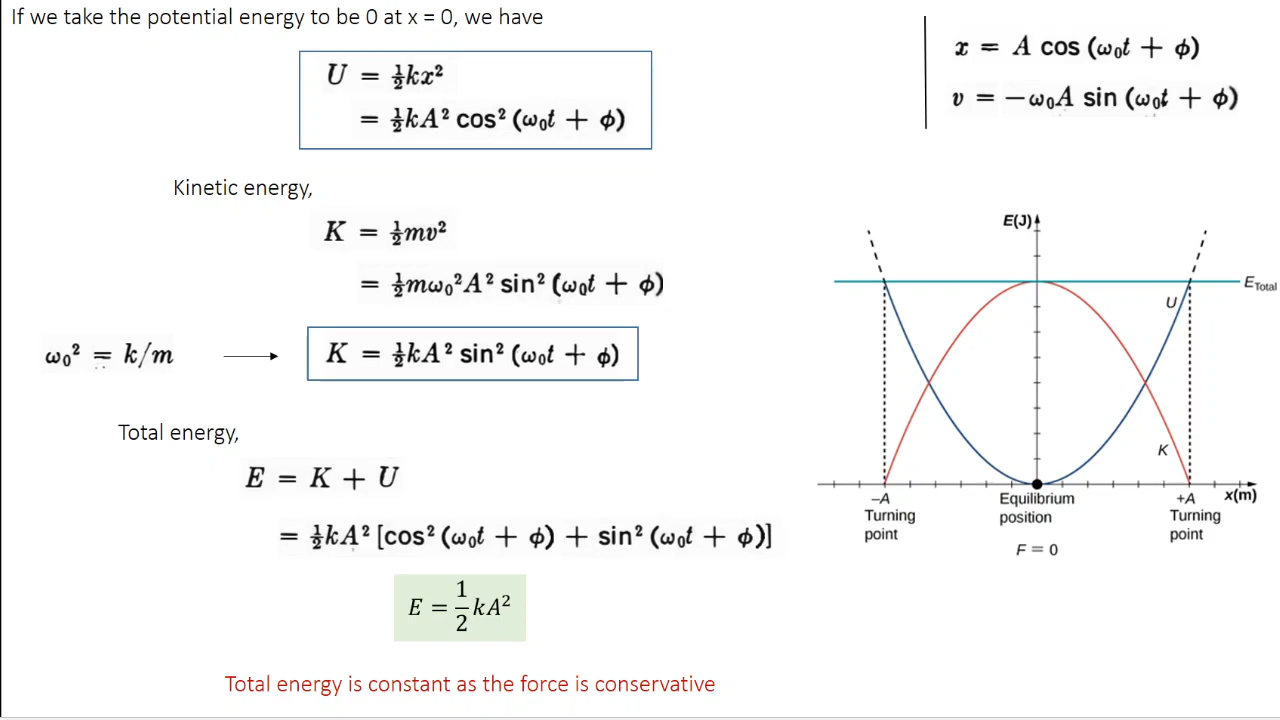 If we take the potential energy to be 0 at x = 0, we have
U = ½kx²
= ½kA² cos² (ω₀t + ϕ)
x = A cos (ω₀t + ϕ)
v = −ω₀A sin (ω₀t + ϕ)
Kinetic energy,
K = ½mv²
= ½mω₀²A² sin² (ω₀t + ϕ)
ω₀² = k/m
K = ½kA² sin² (ω₀t + ϕ)
Total energy,
E = K + U
= ½kA² [cos² (ω₀t + ϕ) + sin² (ω₀t + ϕ)]
E = 1/2 kA²
Total energy is constant as the force is conservative
E(J)
E Total
U
K
−A
Turning
point
Equilibrium
position
F = 0
+A
Turning
point
x(m)